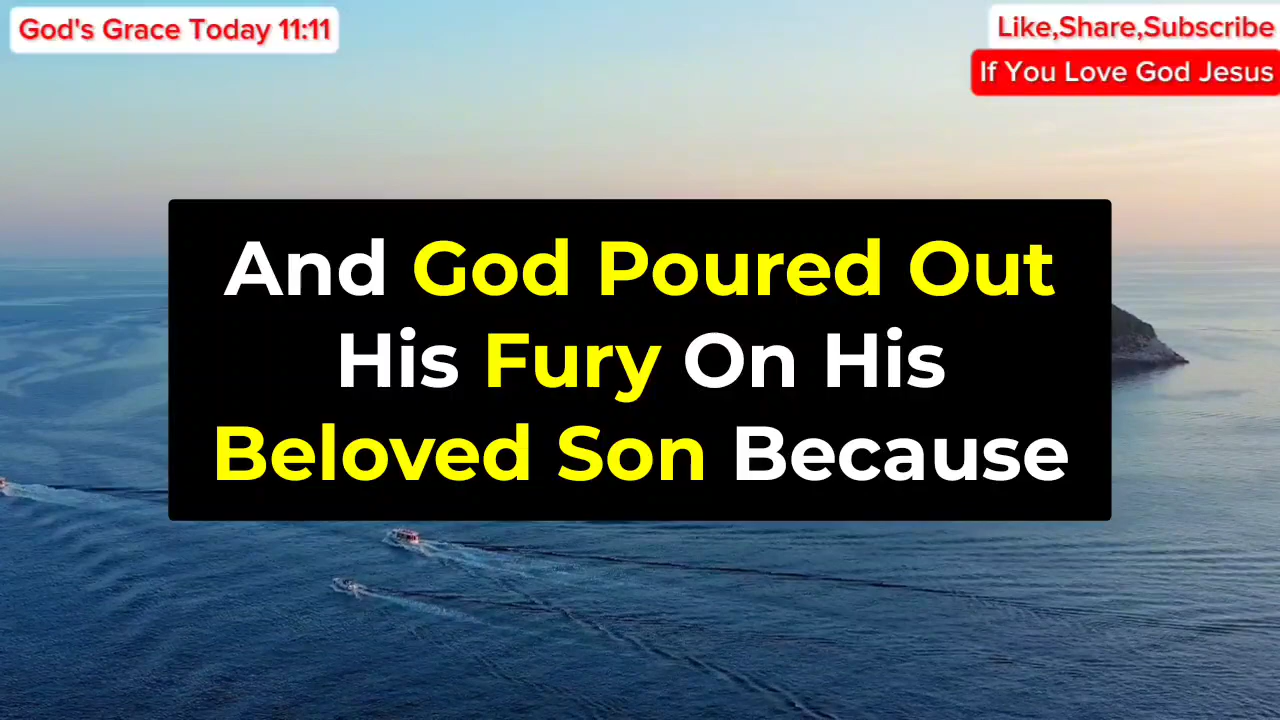 God's Grace Today 11:11
Like,Share,Subscribe
If You Love God Jesus
And God Poured Out
His Fury On His
Beloved Son Because